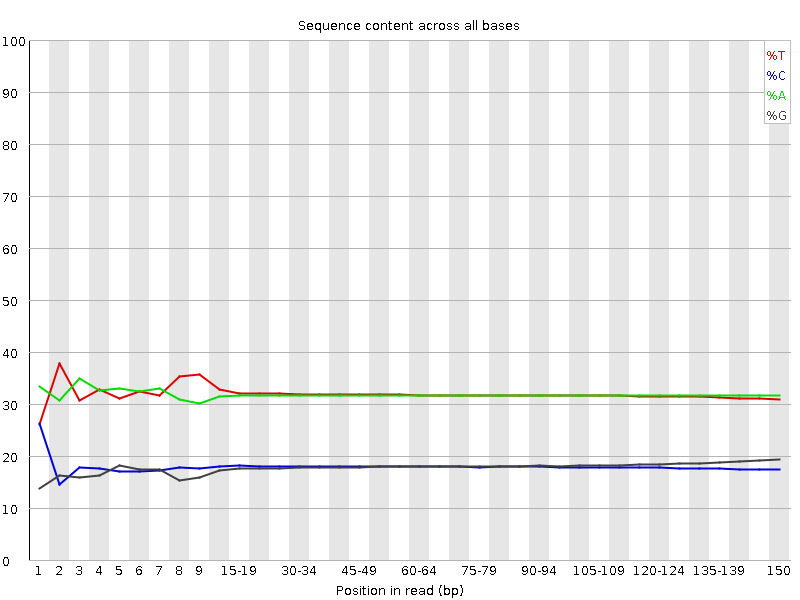 Sequence content across all bases
100
90
80
70
60
50
40
30
20
10
0
%T
%C
%A
%G
1 2 3 4 5 6 7 8 9 15-19 30-34 45-49 60-64 75-79 90-94 105-109 120-124 135-139 150
Position in read (bp)